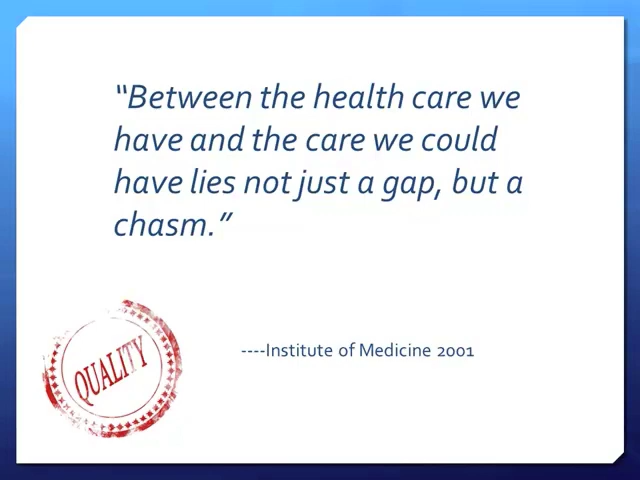 “Between the health care we
have and the care we could
have lies not just a gap, but a
chasm.”
----Institute of Medicine 2001
QUALITY